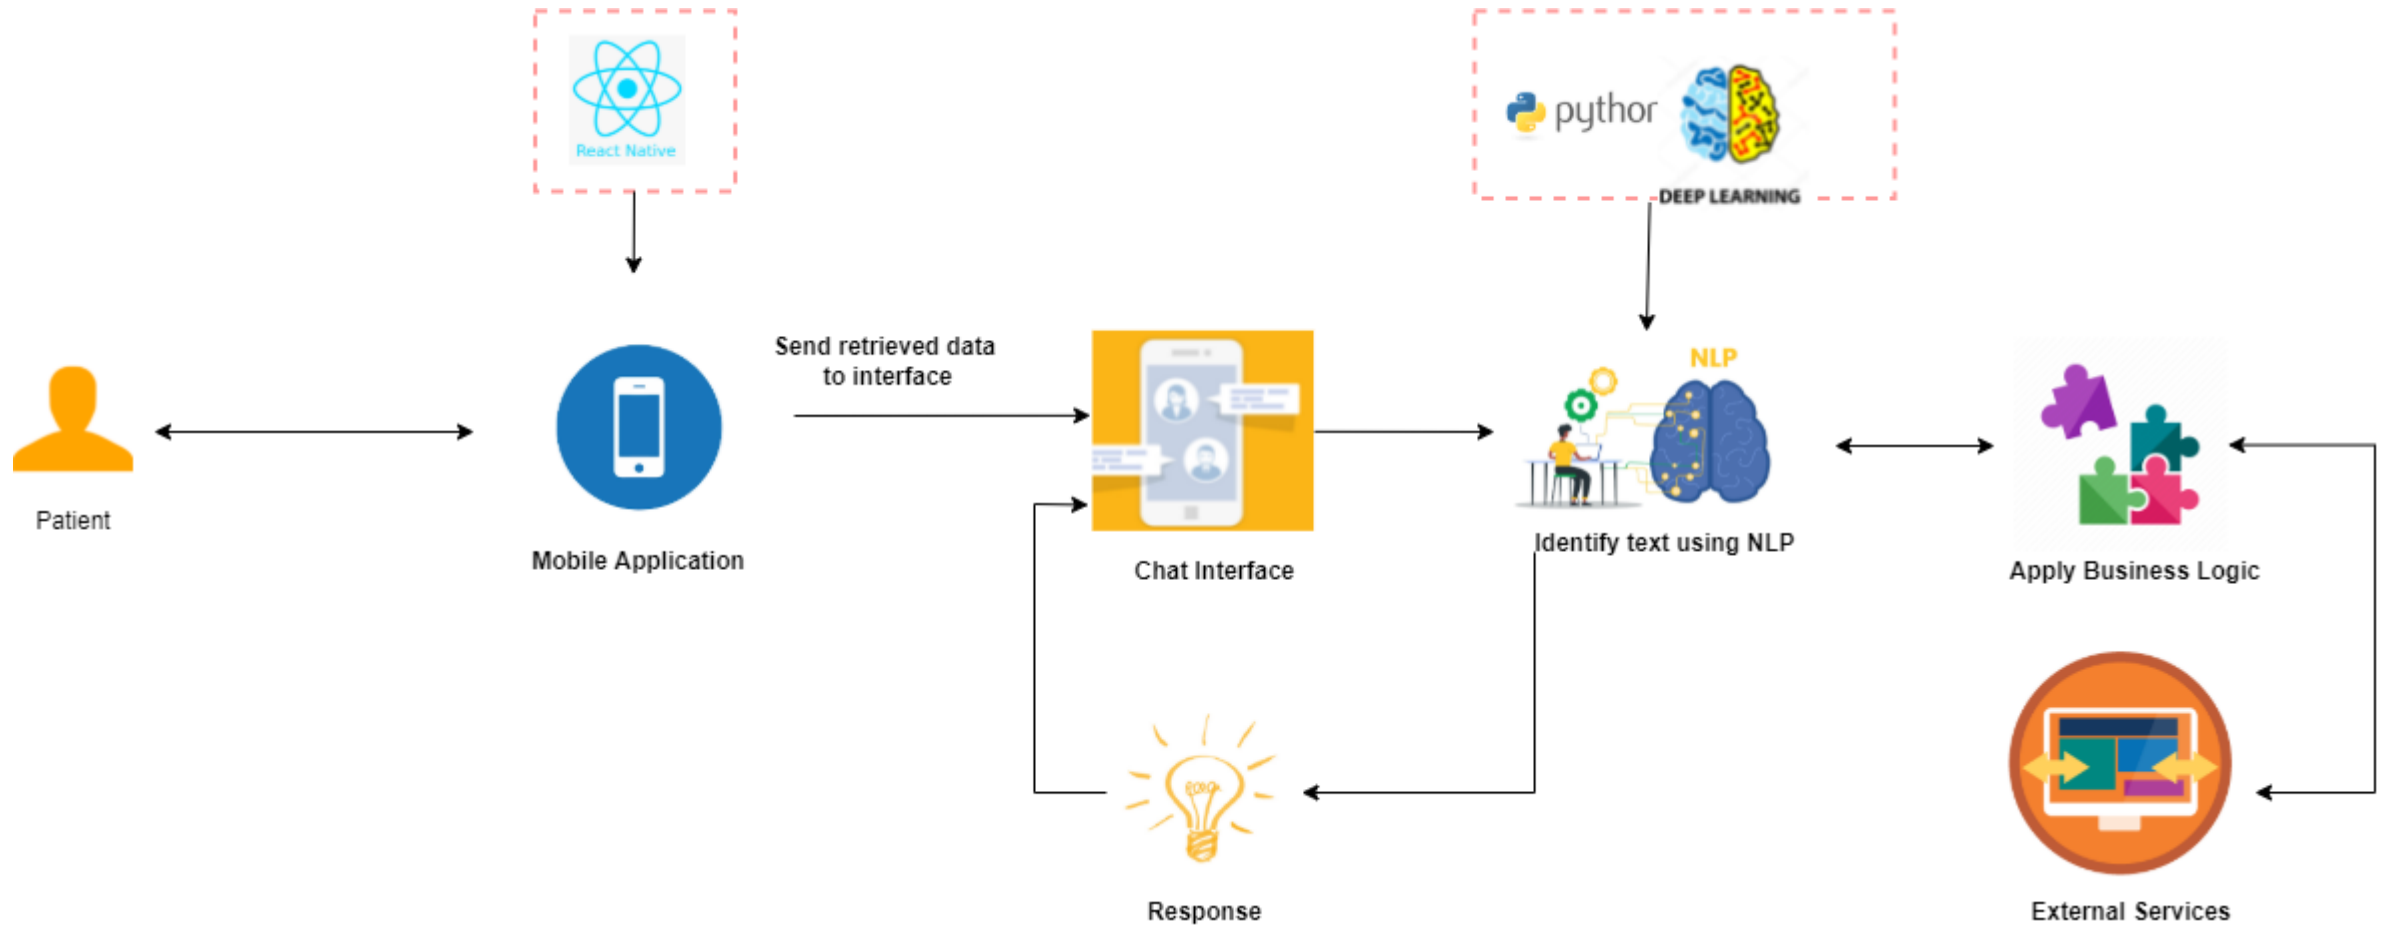 React Native
pythor
DEEP LEARNING
Send retrieved data
to interface
NLP
Patient
Mobile Application
Chat Interface
Identify text using NLP
Apply Business Logic
Response
External Services